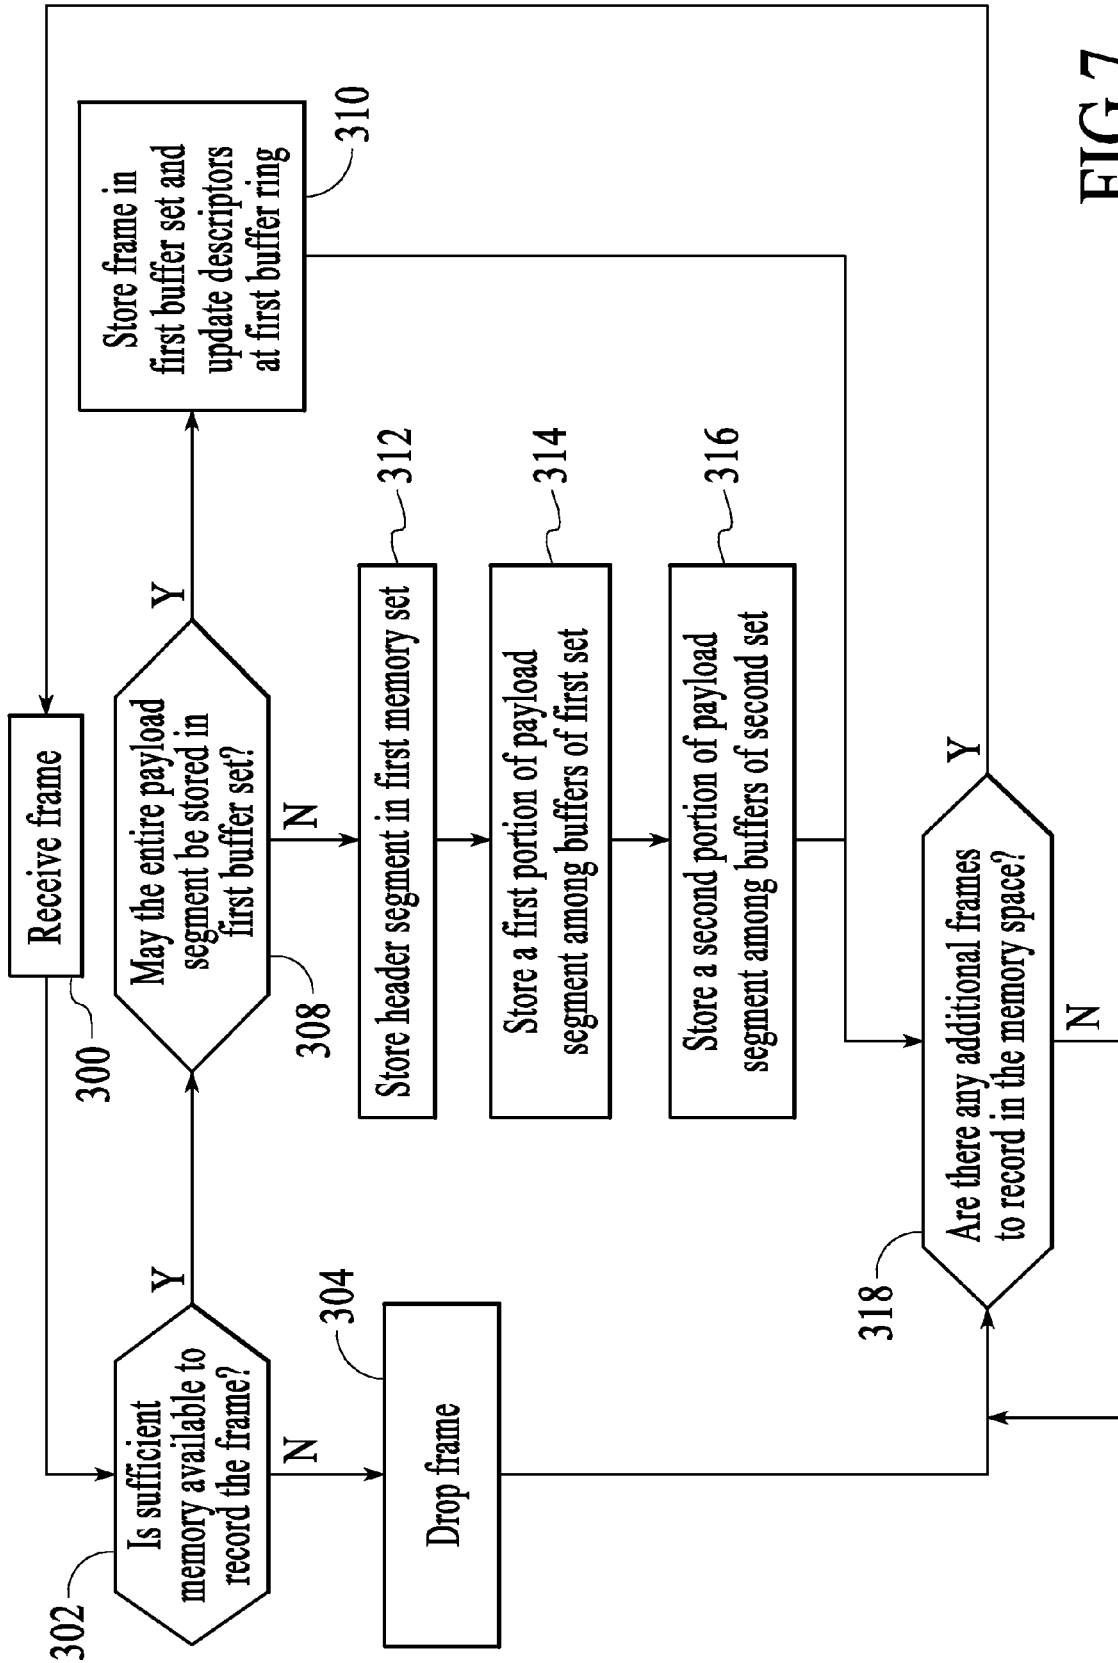 300
Receive frame
302
Is sufficient
memory available to
record the frame?
Y
N
304
Drop frame
308
May the entire payload
segment be stored in
first buffer set?
Y
N
310
Store frame in
first buffer set and
update descriptors
at first buffer ring
312
Store header segment in first memory set
314
Store a first portion of payload
segment among buffers of first set
316
Store a second portion of payload
segment among buffers of second set
318
Are there any additional frames
to record in the memory space?
Y
N
FIG 7